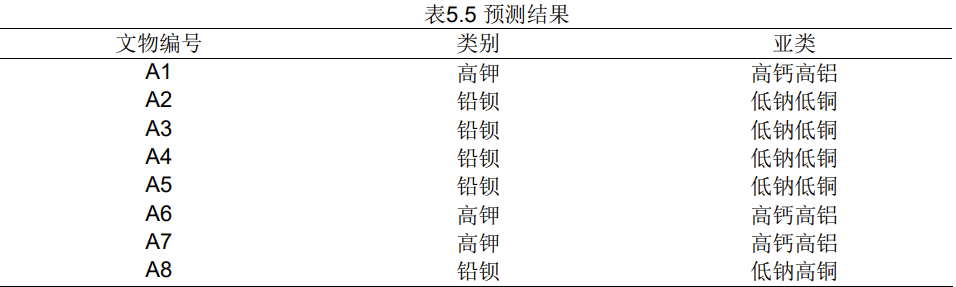 表5.5 预测结果
文物编号 类别 亚类
A1 高钾 高钙高铝
A2 铅钡 低钠低铜
A3 铅钡 低钠低铜
A4 铅钡 低钠低铜
A5 铅钡 低钠低铜
A6 高钾 高钙高铝
A7 高钾 高钙高铝
A8 铅钡 低钠高铜